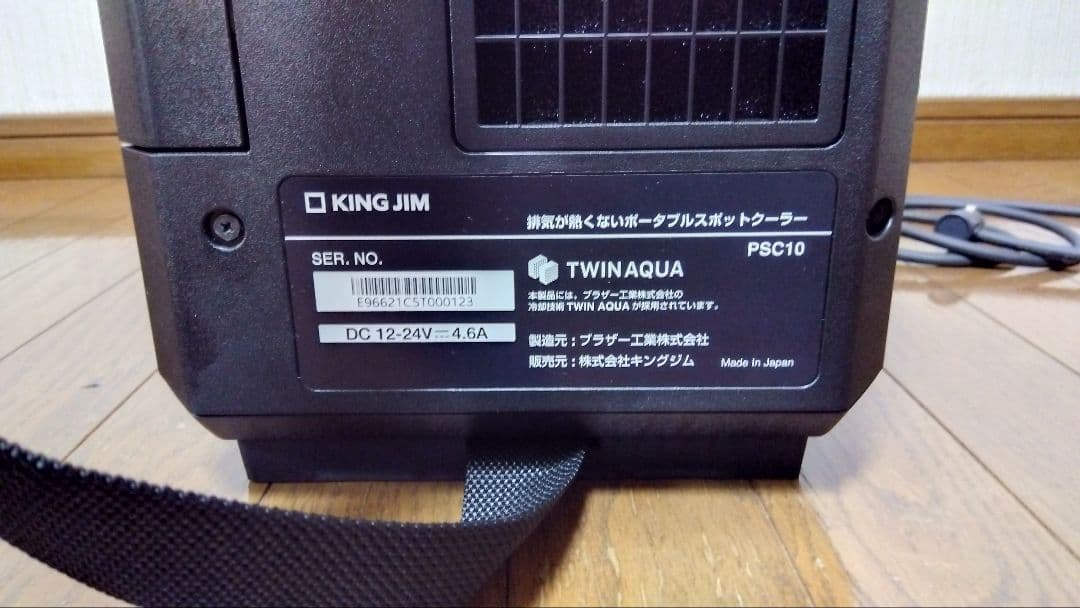 KING JIM
排気が熱くないポータブルスポットクーラー
PSC10
SER. NO.
E96621C5T000123
DC 12-24V⎓4.6A
TWIN AQUA
本製品には、ブラザー工業株式会社の
冷却技術 TWIN AQUA が採用されています。
製造元：ブラザー工業株式会社
販売元：株式会社キングジム
Made in Japan